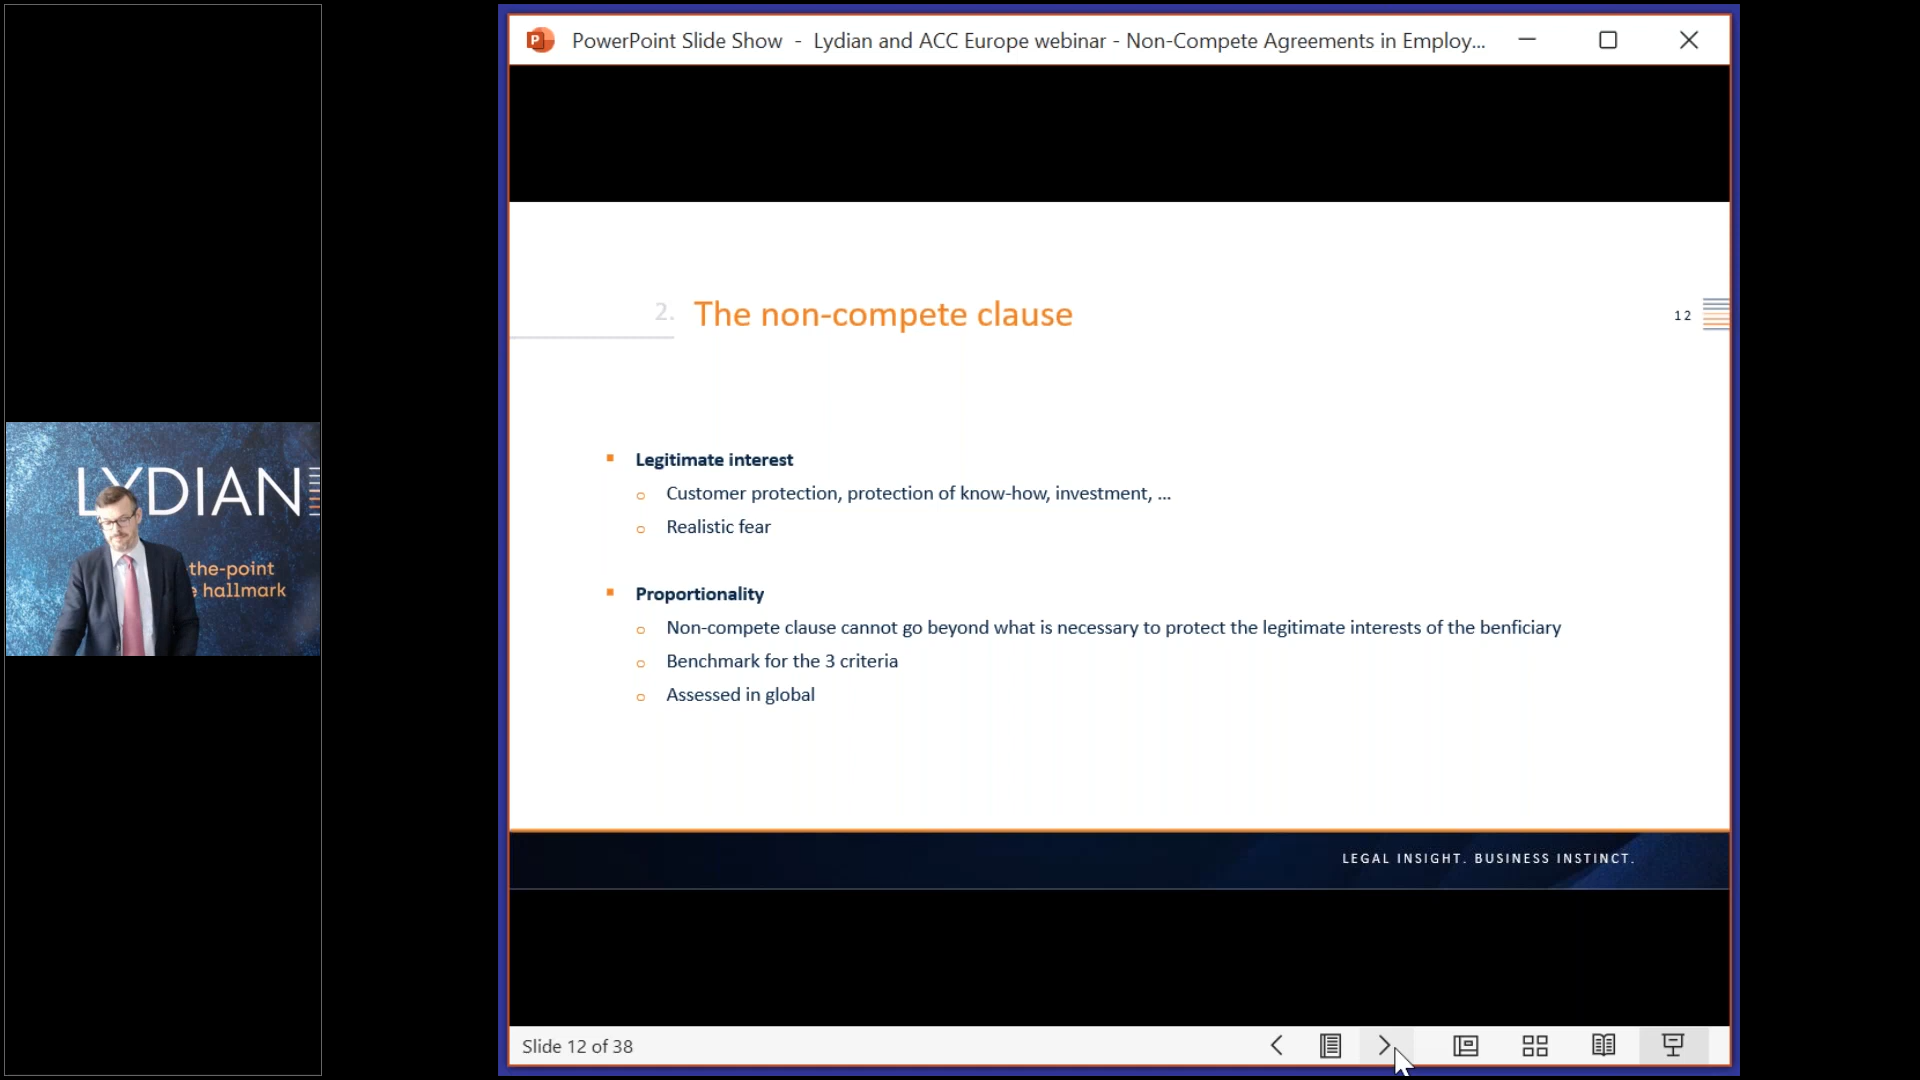 LYDIAN
the-point
hallmark
PowerPoint Slide Show - Lydian and ACC Europe webinar - Non-Compete Agreements in Employ...
2. The non-compete clause
12
Legitimate interest
Customer protection, protection of know-how, investment, ...
Realistic fear
Proportionality
Non-compete clause cannot go beyond what is necessary to protect the legitimate interests of the benficiary
Benchmark for the 3 criteria
Assessed in global
LEGAL INSIGHT. BUSINESS INSTINCT.
Slide 12 of 38